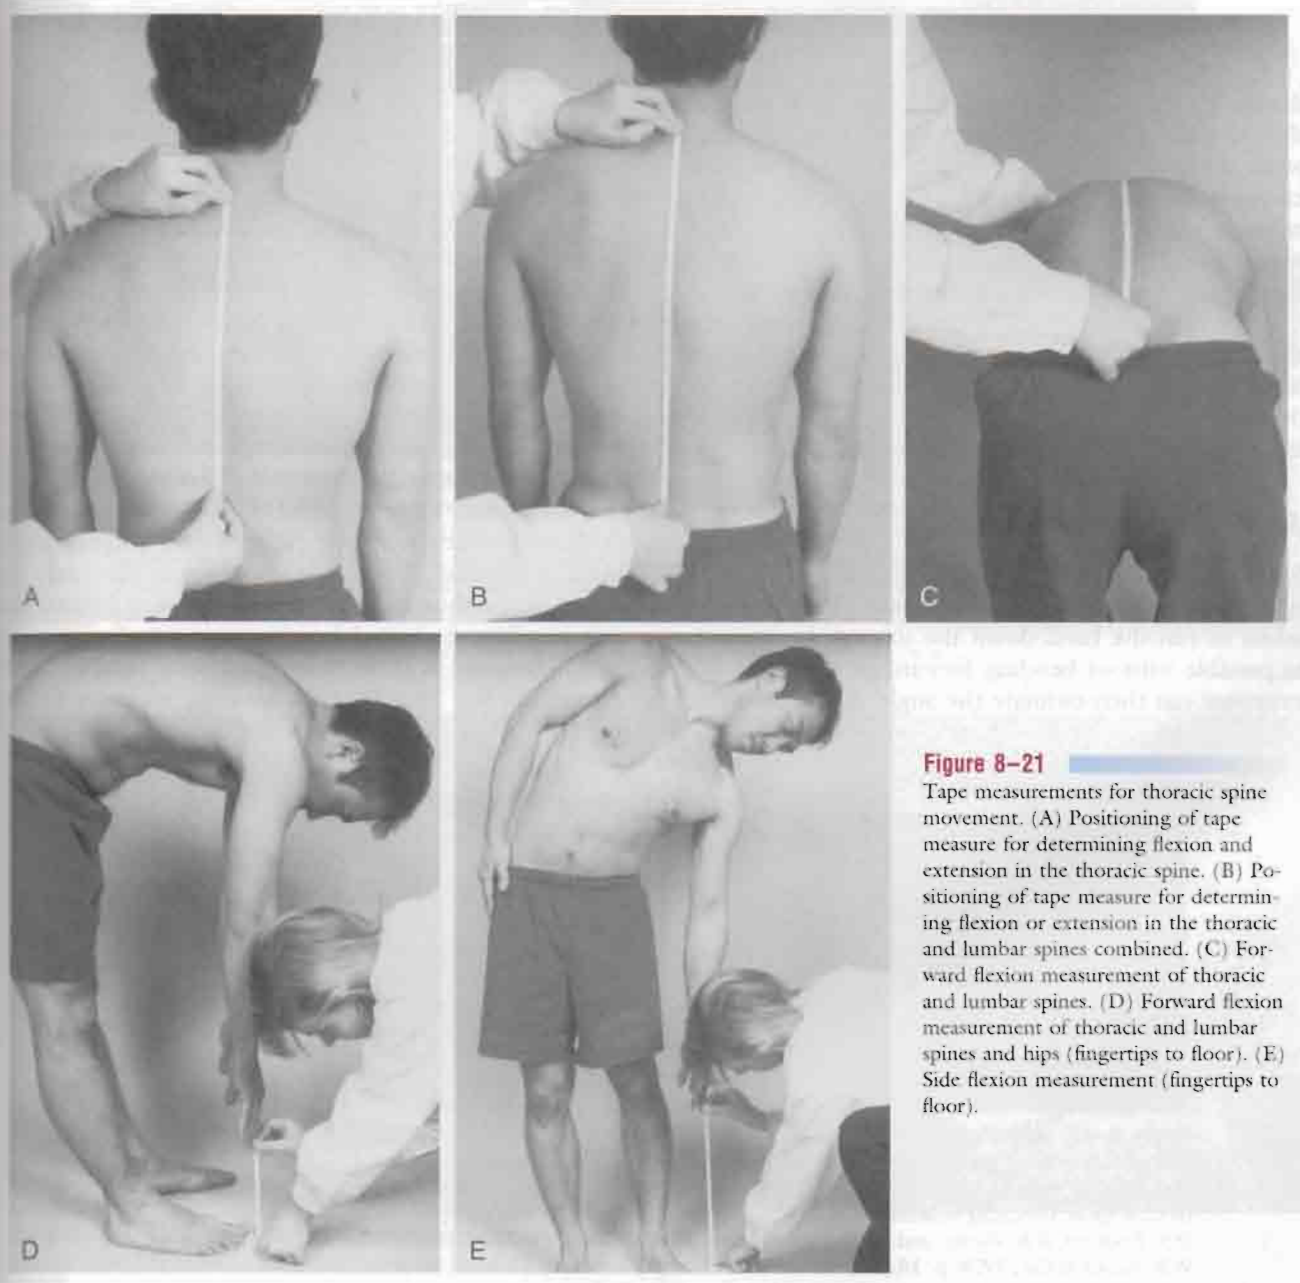 A
B
C
D
E
Figure 8–21
Tape measurements for thoracic spine
movement. (A) Positioning of tape
measure for determining flexion and
extension in the thoracic spine. (B) Po-
sitioning of tape measure for determin-
ing flexion or extension in the thoracic
and lumbar spines combined. (C) For-
ward flexion measurement of thoracic
and lumbar spines. (D) Forward flexion
measurement of thoracic and lumbar
spines and hips (fingertips to floor). (E)
Side flexion measurement (fingertips to
floor).